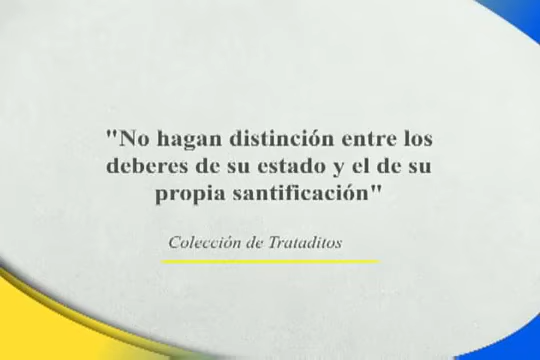 "No hagan distinción entre los
deberes de su estado y el de su
propia santificación"
Colección de Trataditos